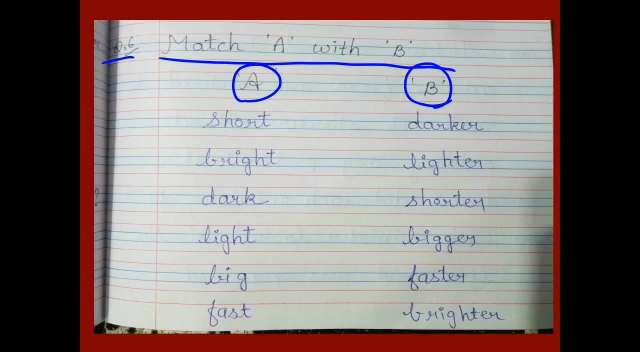 Q.6 Match 'A' with 'B'
'A' 'B'
short darker
bright lighter
dark shorter
light bigger
big faster
fast brighter